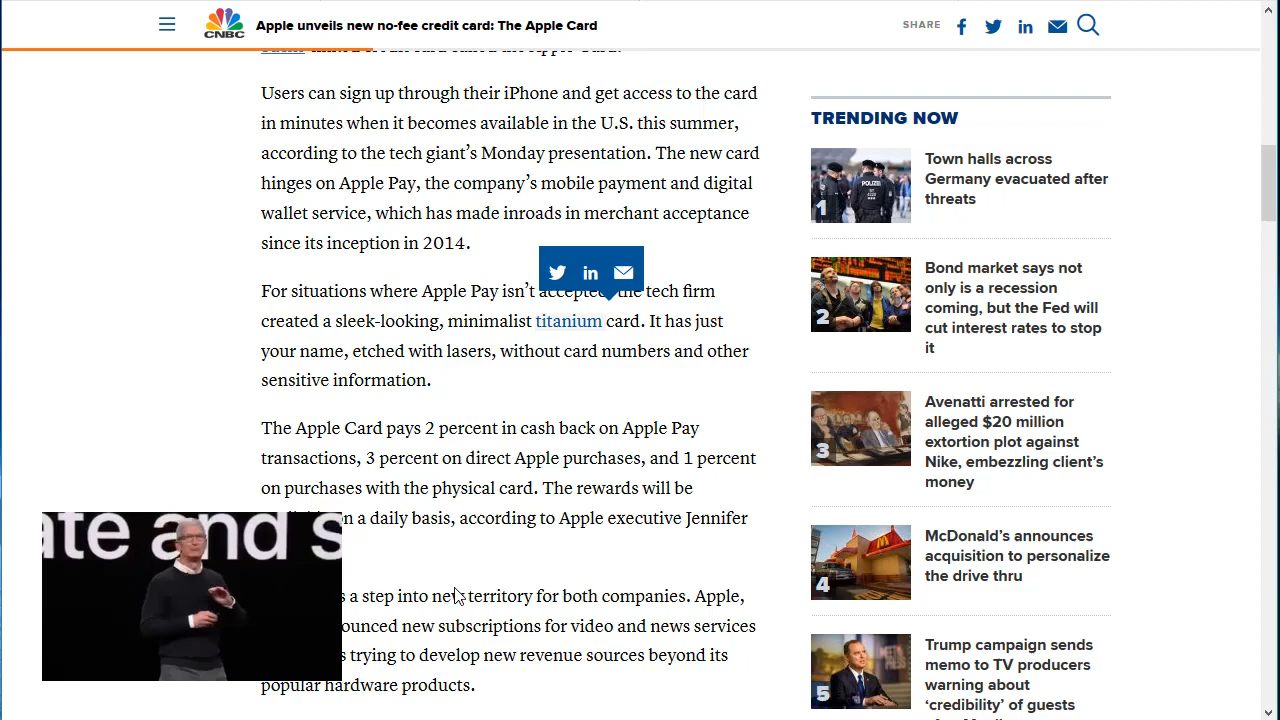 CNBC
Apple unveils new no-fee credit card: The Apple Card
SHARE
Users can sign up through their iPhone and get access to the card
in minutes when it becomes available in the U.S. this summer,
according to the tech giant’s Monday presentation. The new card
hinges on Apple Pay, the company’s mobile payment and digital
wallet service, which has made inroads in merchant acceptance
since its inception in 2014.
For situations where Apple Pay isn’t accepted, the tech firm
created a sleek-looking, minimalist titanium card. It has just
your name, etched with lasers, without card numbers and other
sensitive information.
The Apple Card pays 2 percent in cash back on Apple Pay
transactions, 3 percent on direct Apple purchases, and 1 percent
on purchases with the physical card. The rewards will be
on a daily basis, according to Apple executive Jennifer
a step into new territory for both companies. Apple,
new subscriptions for video and news services
trying to develop new revenue sources beyond its
popular hardware products.
ate and s
TRENDING NOW
1
Town halls across
Germany evacuated after
threats
POLIZEI
2
Bond market says not
only is a recession
coming, but the Fed will
cut interest rates to stop
it
3
Avenatti arrested for
alleged $20 million
extortion plot against
Nike, embezzling client’s
money
4
McDonald’s announces
acquisition to personalize
the drive thru
5
Trump campaign sends
memo to TV producers
warning about
‘credibility’ of guests